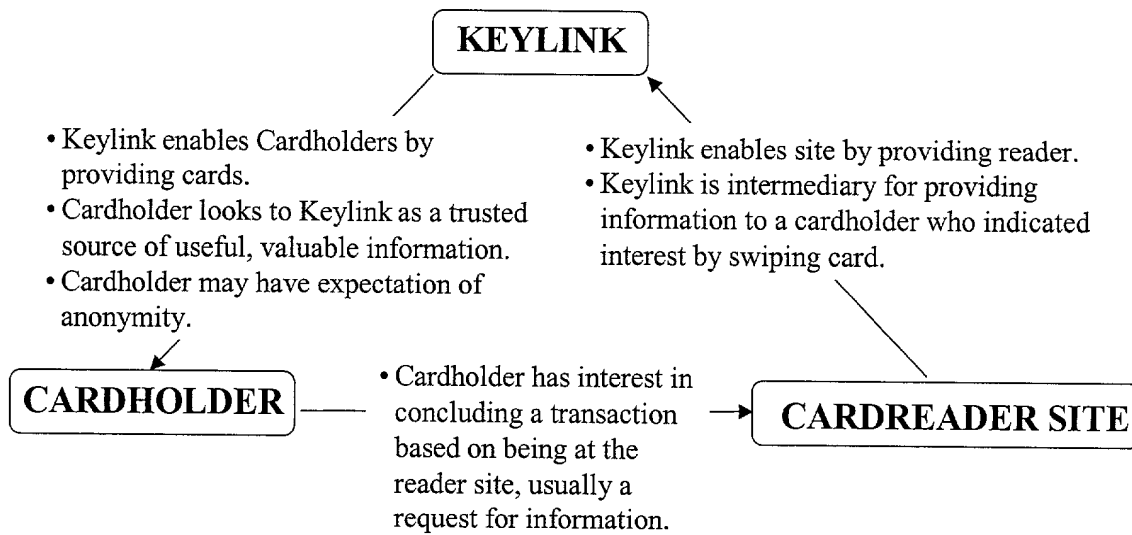 KEYLINK
• Keylink enables Cardholders by
providing cards.
• Cardholder looks to Keylink as a trusted
source of useful, valuable information.
• Cardholder may have expectation of
anonymity.
• Keylink enables site by providing reader.
• Keylink is intermediary for providing
information to a cardholder who indicated
interest by swiping card.
CARDHOLDER
• Cardholder has interest in
concluding a transaction
based on being at the
reader site, usually a
request for information.
CARDREADER SITE